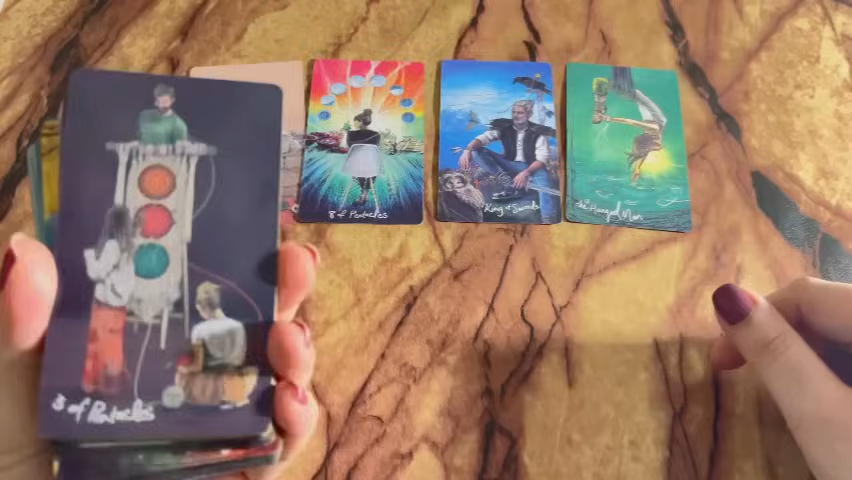 8 of Pentacles
King of Swords
The Hanged Man
3 of Pentacles